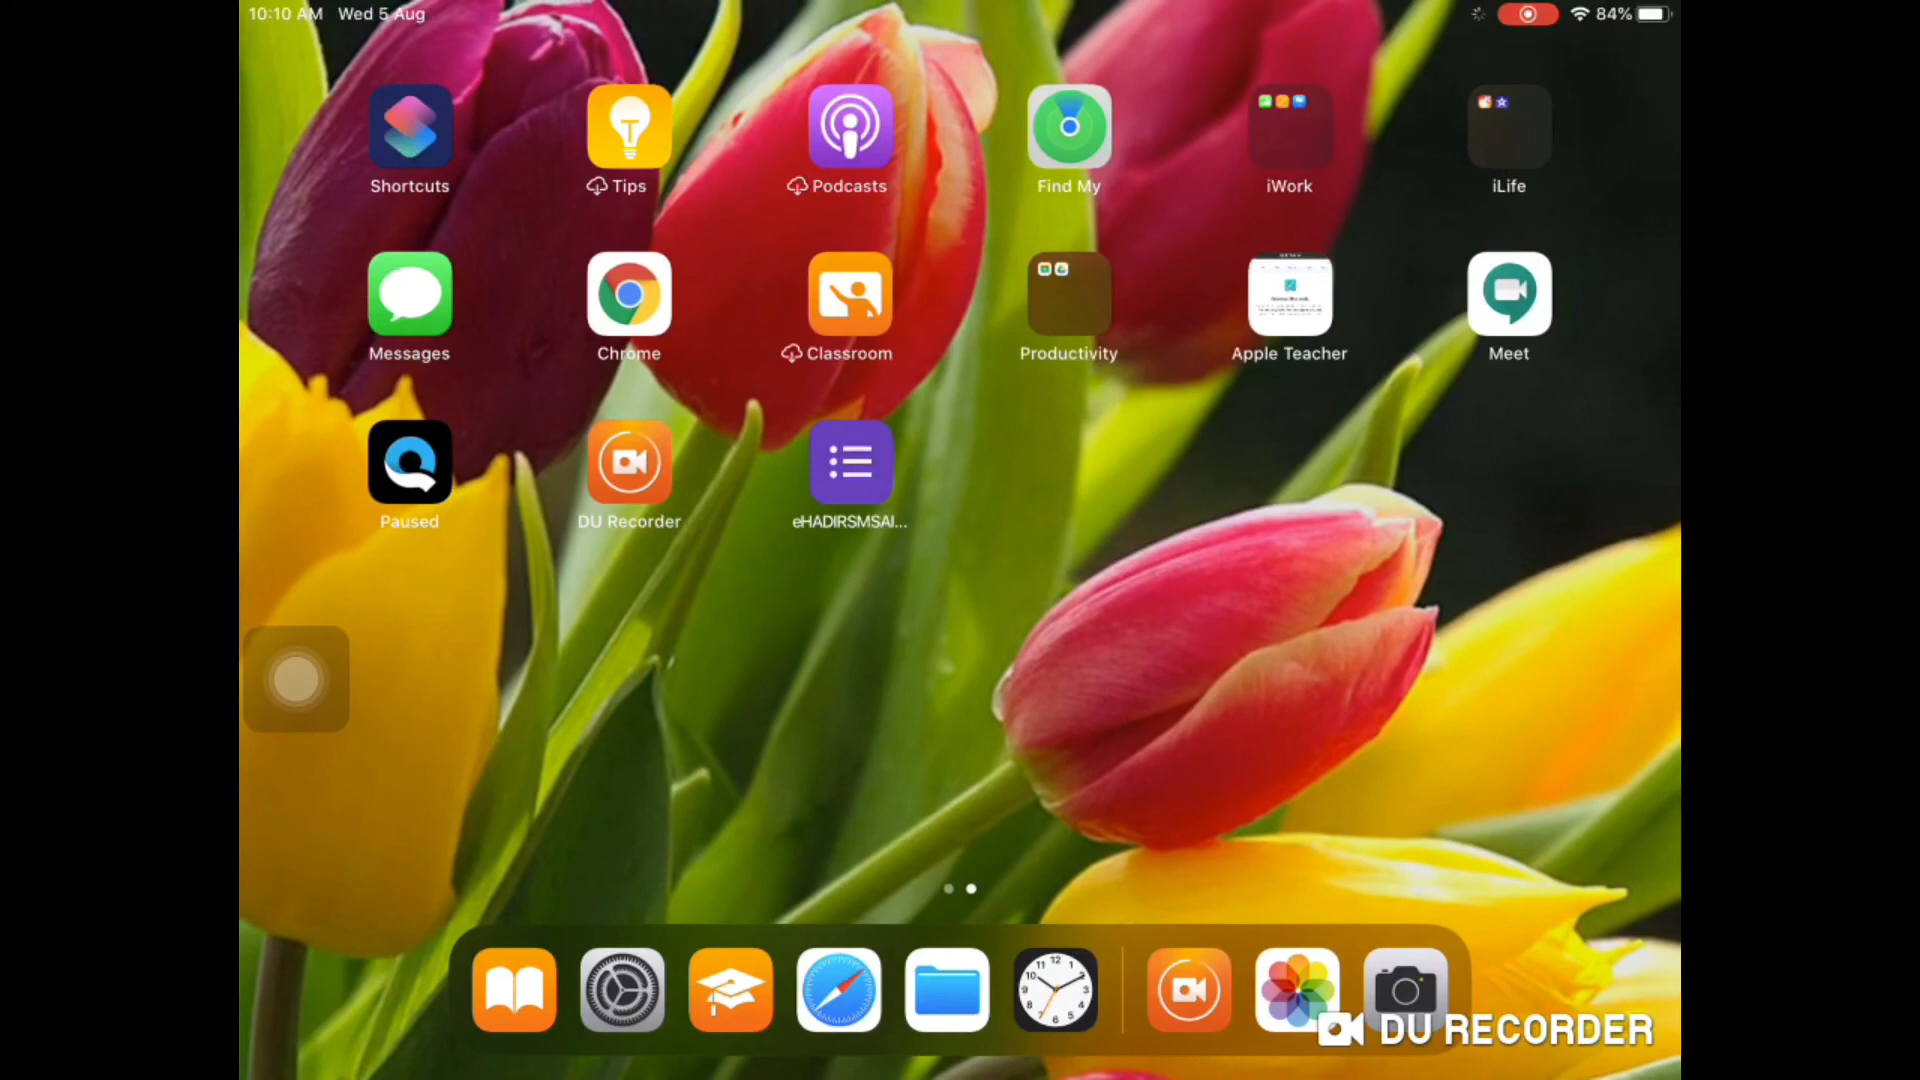 10:10 AM Wed 5 Aug
84%
Shortcuts
Tips
Podcasts
Find My
iWork
iLife
Messages
Chrome
Classroom
Productivity
Apple Teacher
Meet
Paused
DU Recorder
eHADIRSMSAI...
DU RECORDER